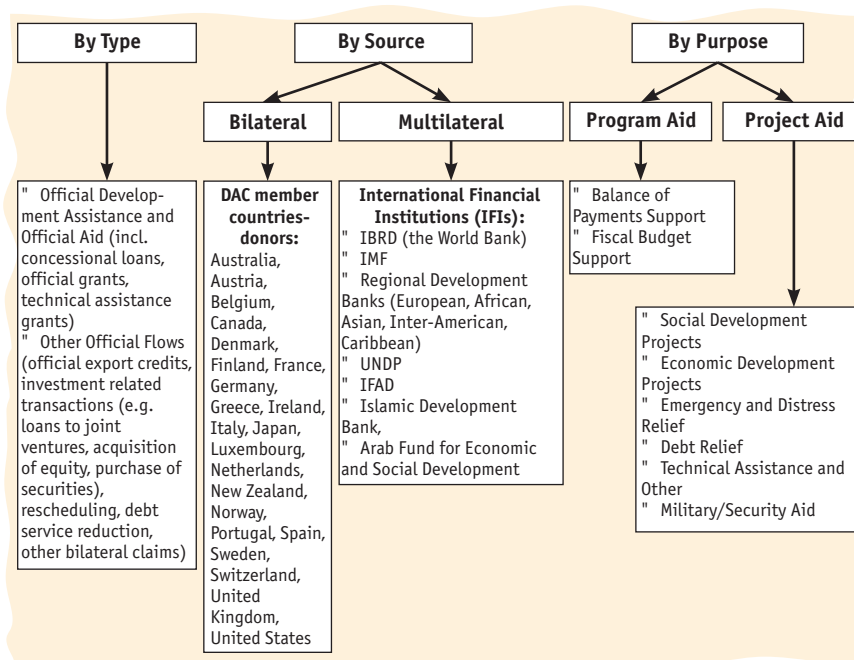 By Type
By Source
By Purpose
Bilateral
Multilateral
Program Aid
Project Aid
" Official Develop-
ment Assistance and
Official Aid (incl.
concessional loans,
official grants,
technical assistance
grants)
" Other Official Flows
(official export credits,
investment related
transactions (e.g.
loans to joint
ventures, acquisition
of equity, purchase of
securities),
rescheduling, debt
service reduction,
other bilateral claims)
DAC member
countries-
donors:
Australia,
Austria,
Belgium,
Canada,
Denmark,
Finland, France,
Germany,
Greece, Ireland,
Italy, Japan,
Luxembourg,
Netherlands,
New Zealand,
Norway,
Portugal, Spain,
Sweden,
Switzerland,
United
Kingdom,
United States
International Financial
Institutions (IFIs):
" IBRD (the World Bank)
" IMF
" Regional Development
Banks (European, African,
Asian, Inter-American,
Caribbean)
" UNDP
" IFAD
" Islamic Development
Bank,
" Arab Fund for Economic
and Social Development
" Balance of
Payments Support
" Fiscal Budget
Support
" Social Development
Projects
" Economic Development
Projects
" Emergency and Distress
Relief
" Debt Relief
" Technical Assistance and
Other
" Military/Security Aid